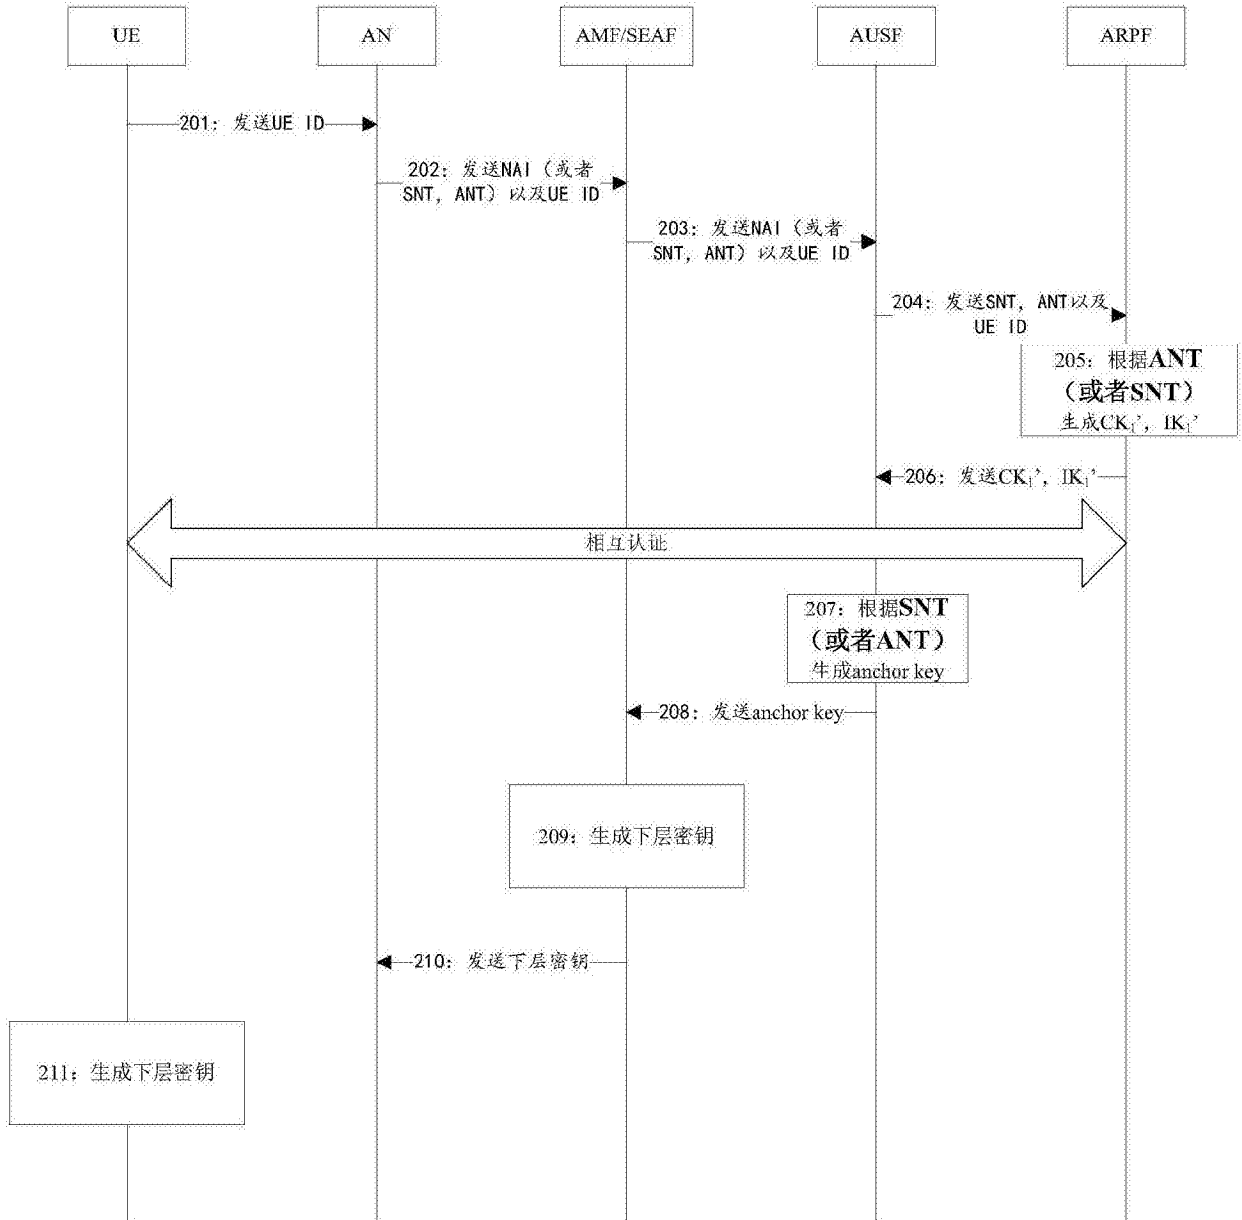 UE
AN
AMF/SEAF
AUSF
ARPF
201：发送UE ID
202：发送NAI（或者
SNT，ANT）以及UE ID
203：发送NAI（或者
SNT，ANT）以及UE ID
204：发送SNT，ANT以及
UE ID
205：根据ANT
（或者SNT）
生成CK₁’，IK₁’
206：发送CK₁’，IK₁’
相互认证
207：根据SNT
（或者ANT）
生成anchor key
208：发送anchor key
209：生成下层密钥
210：发送下层密钥
211：生成下层密钥